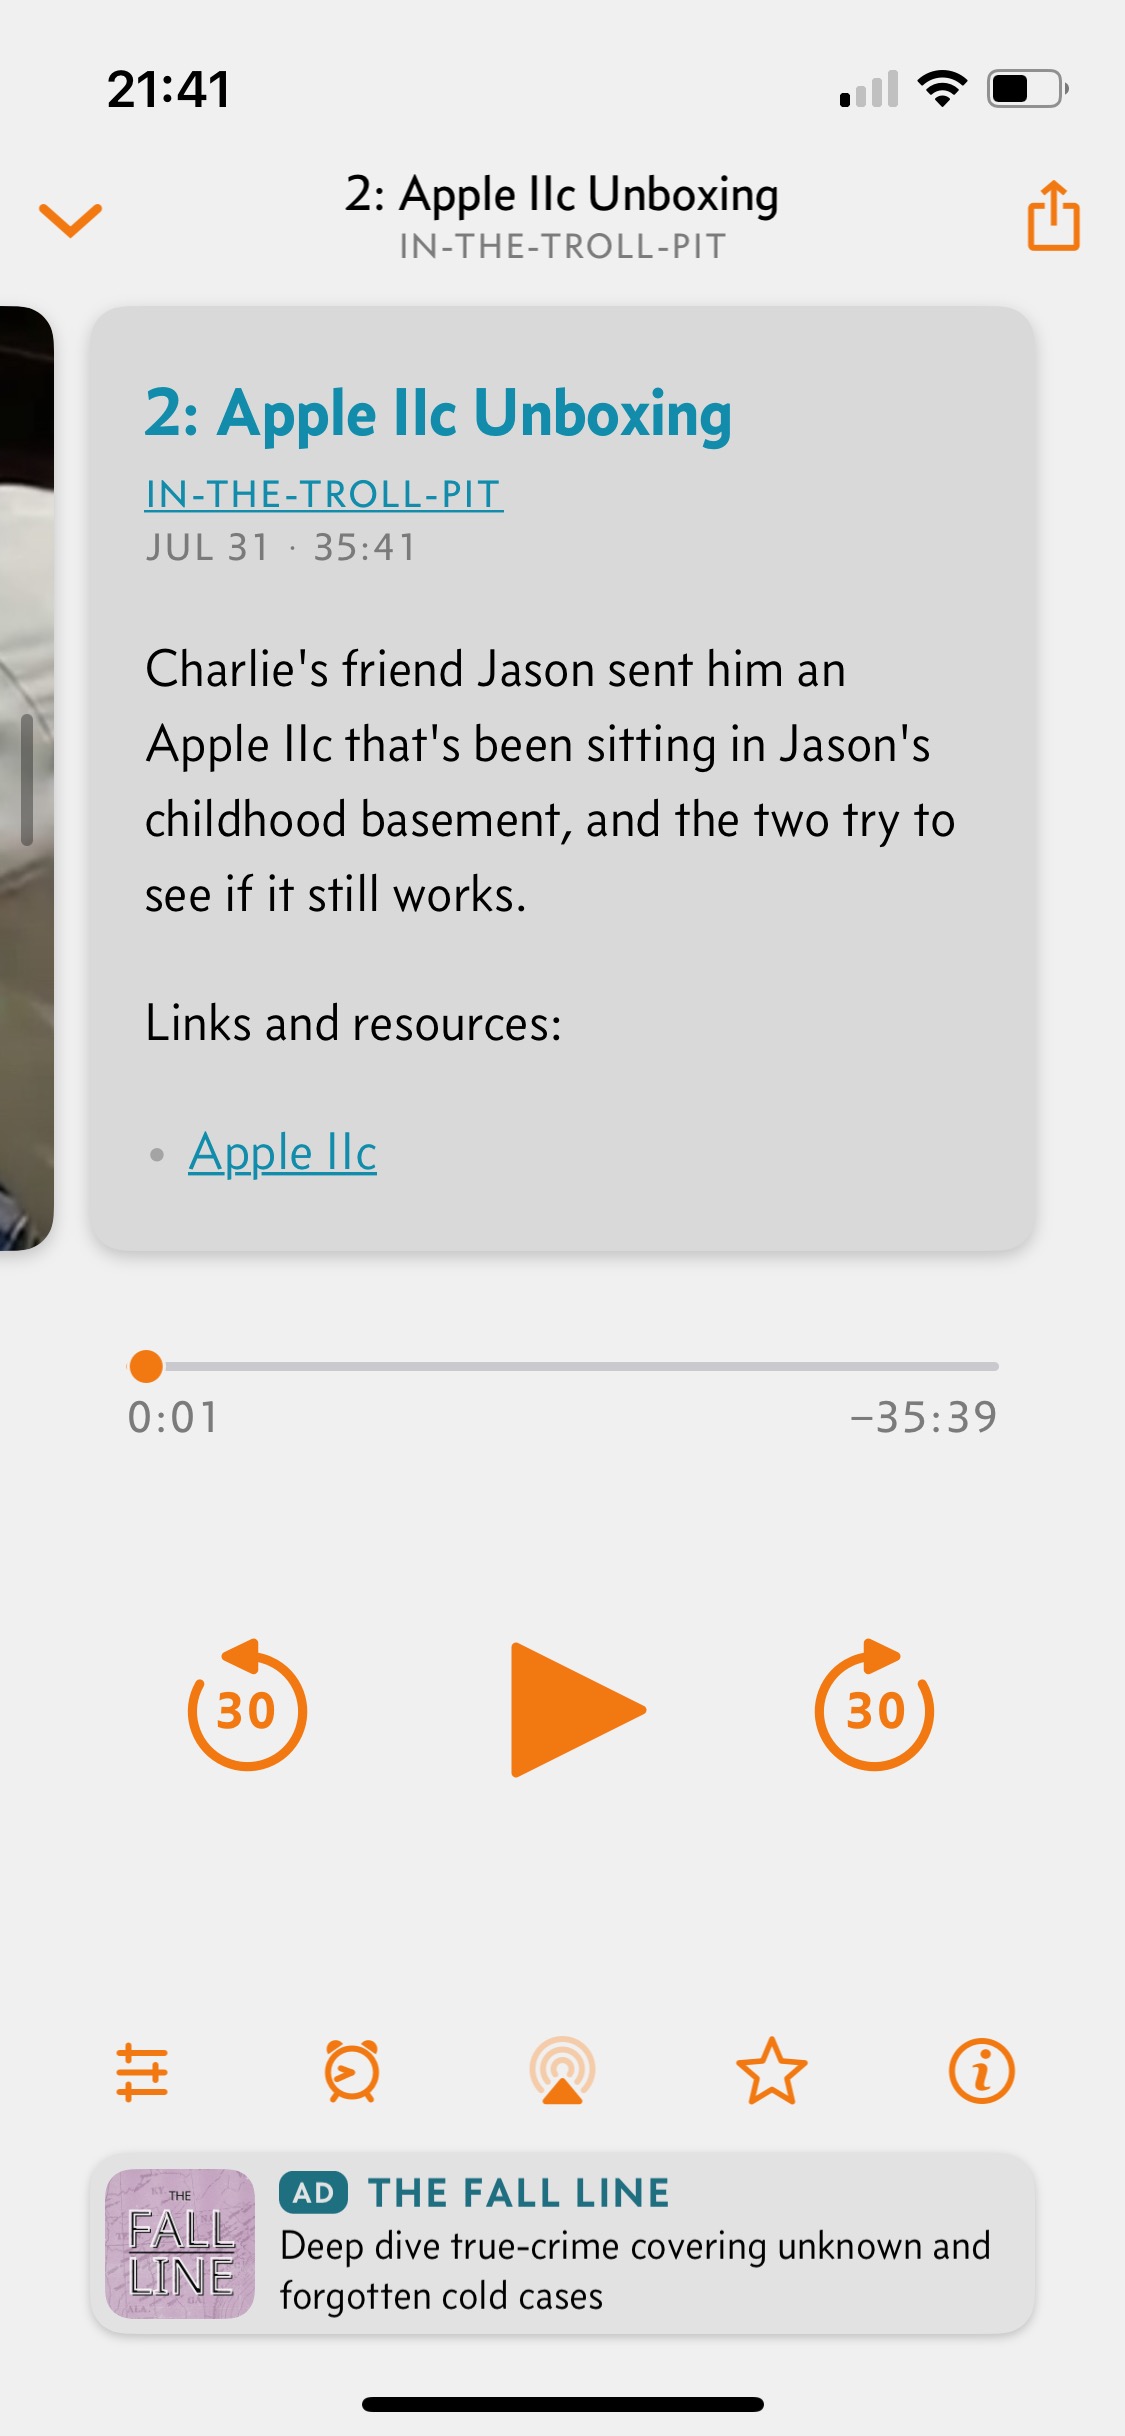 21:41
2: Apple IIc Unboxing
IN-THE-TROLL-PIT
2: Apple IIc Unboxing
IN-THE-TROLL-PIT
JUL 31 · 35:41
Charlie's friend Jason sent him an
Apple IIc that's been sitting in Jason's
childhood basement, and the two try to
see if it still works.
Links and resources:
• Apple IIc
0:01
–35:39
30
30
THE
FALL
LINE
AD THE FALL LINE
Deep dive true-crime covering unknown and
forgotten cold cases